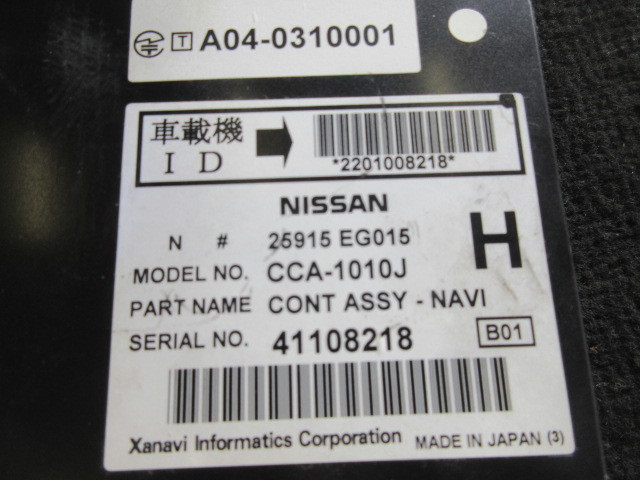 T A04-0310001
車載機
ID
*2201008218*
NISSAN
N # 25915 EG015
H
MODEL NO. CCA-1010J
PART NAME CONT ASSY - NAVI
SERIAL NO. 41108218
B01
Xanavi Informatics Corporation MADE IN JAPAN (3)